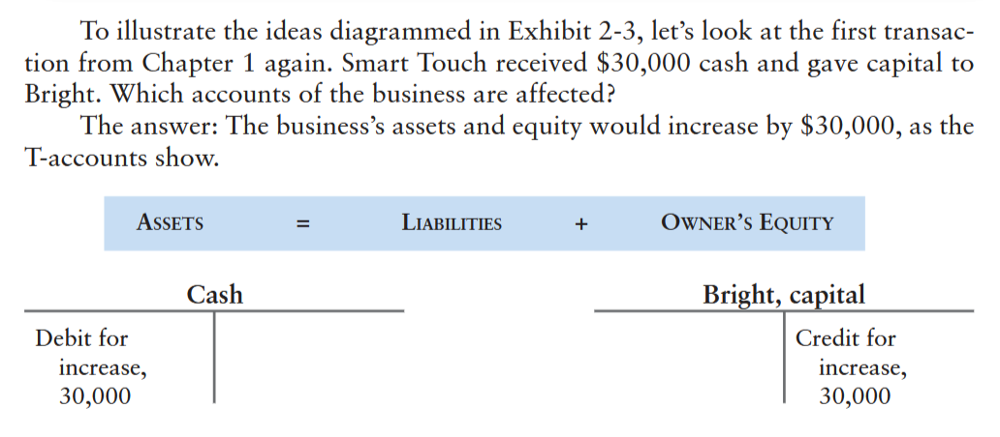 To illustrate the ideas diagrammed in Exhibit 2-3, let’s look at the first transac-
tion from Chapter 1 again. Smart Touch received $30,000 cash and gave capital to
Bright. Which accounts of the business are affected?
The answer: The business’s assets and equity would increase by $30,000, as the
T-accounts show.
ASSETS = LIABILITIES + OWNER’S EQUITY
Cash Bright, capital
Debit for Credit for
increase, increase,
30,000 30,000